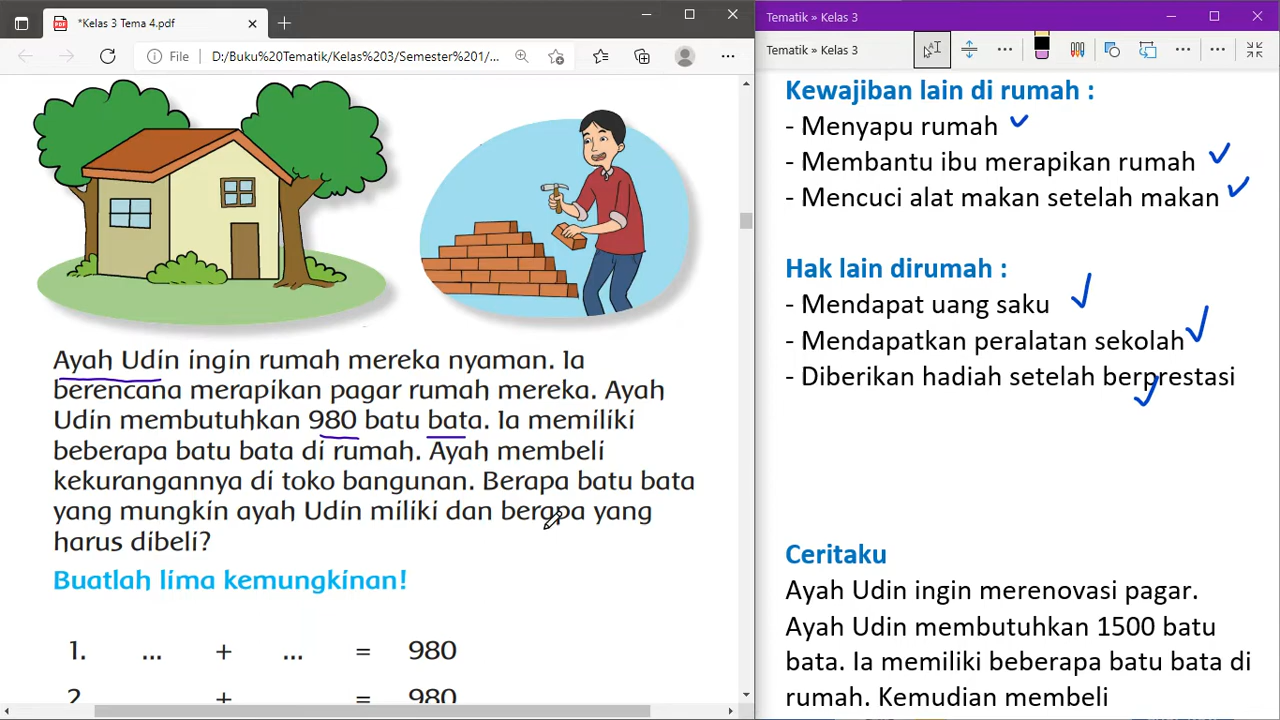 *Kelas 3 Tema 4.pdf
File
D:/Buku%20Tematik/Kelas%203/Semester%201/...
Ayah Udin ingin rumah mereka nyaman. Ia
berencana merapikan pagar rumah mereka. Ayah
Udin membutuhkan 980 batu bata. Ia memiliki
beberapa batu bata di rumah. Ayah membeli
kekurangannya di toko bangunan. Berapa batu bata
yang mungkin ayah Udin miliki dan berapa yang
harus dibeli?
Buatlah lima kemungkinan!
1. ... + ... = 980
2 + = 980
Tematik » Kelas 3
Tematik » Kelas 3
Kewajiban lain di rumah :
- Menyapu rumah
- Membantu ibu merapikan rumah
- Mencuci alat makan setelah makan
Hak lain dirumah :
- Mendapat uang saku
- Mendapatkan peralatan sekolah
- Diberikan hadiah setelah berprestasi
Ceritaku
Ayah Udin ingin merenovasi pagar.
Ayah Udin membutuhkan 1500 batu
bata. Ia memiliki beberapa batu bata di
rumah. Kemudian membeli